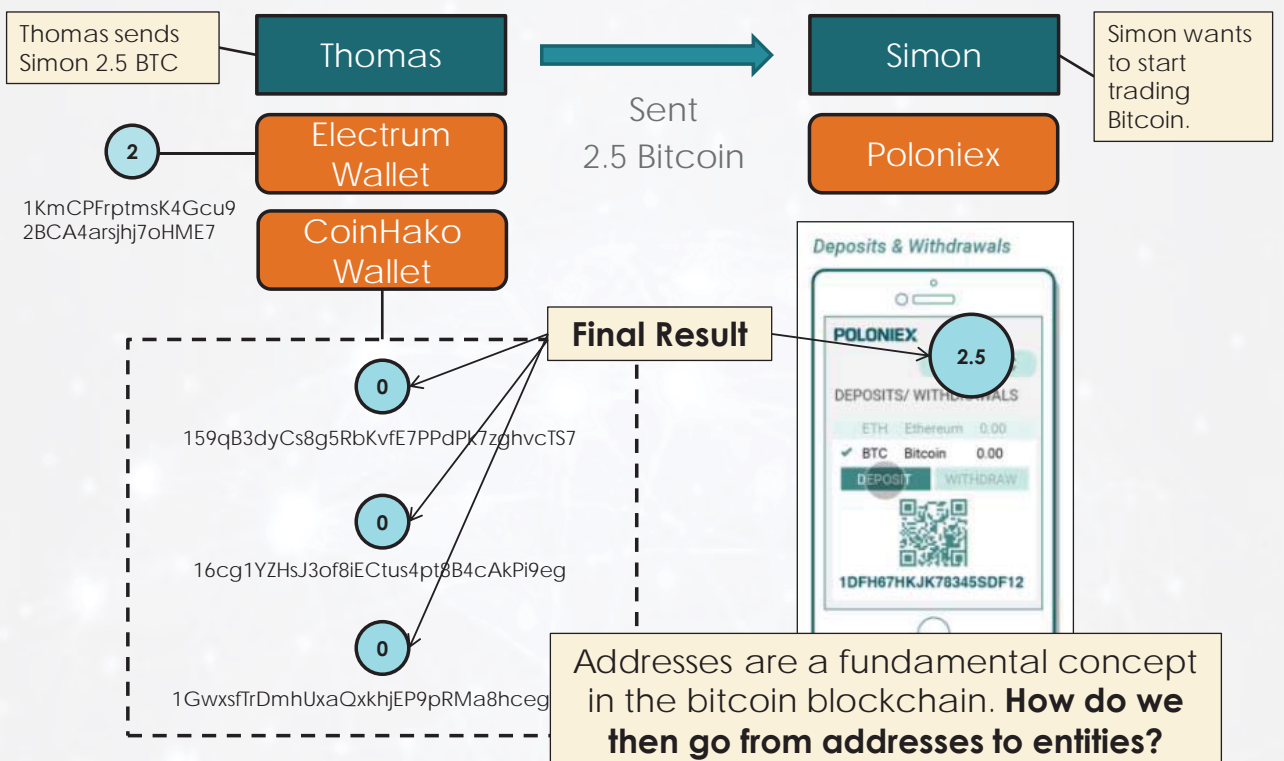 Thomas sends
Simon 2.5 BTC
Thomas
Simon
Simon wants
to start
trading
Bitcoin.
Sent
2.5 Bitcoin
2
Electrum
Wallet
Poloniex
1KmCPFrptmsK4Gcu9
2BCA4arsjhj7oHME7
CoinHako
Wallet
Deposits & Withdrawals
Final Result
POLONIEX
2.5
DEPOSITS/ WITHDRAWALS
ETH Ethereum 0.00
BTC Bitcoin 0.00
DEPOSIT WITHDRAW
1DFH67HKJK78345SDF12
0
159qB3dyCs8g5RbKvfE7PPdPk7zghvcTS7
0
16cg1YZHsJ3of8iECtus4pt8B4cAkPi9eg
0
1GwxsfTrDmhUxaQxkhjEP9pRMa8hceg
Addresses are a fundamental concept
in the bitcoin blockchain. How do we
then go from addresses to entities?